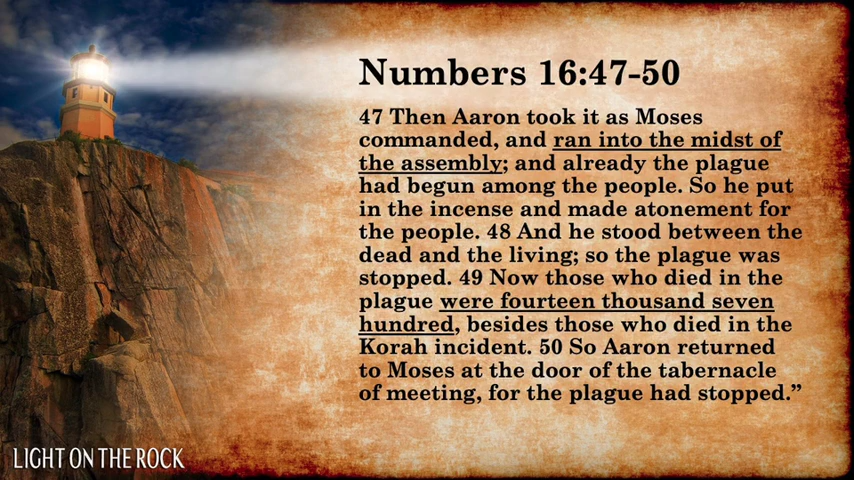 Numbers 16:47-50
47 Then Aaron took it as Moses
commanded, and ran into the midst of
the assembly; and already the plague
had begun among the people. So he put
in the incense and made atonement for
the people. 48 And he stood between the
dead and the living; so the plague was
stopped. 49 Now those who died in the
plague were fourteen thousand seven
hundred, besides those who died in the
Korah incident. 50 So Aaron returned
to Moses at the door of the tabernacle
of meeting, for the plague had stopped.”
LIGHT ON THE ROCK